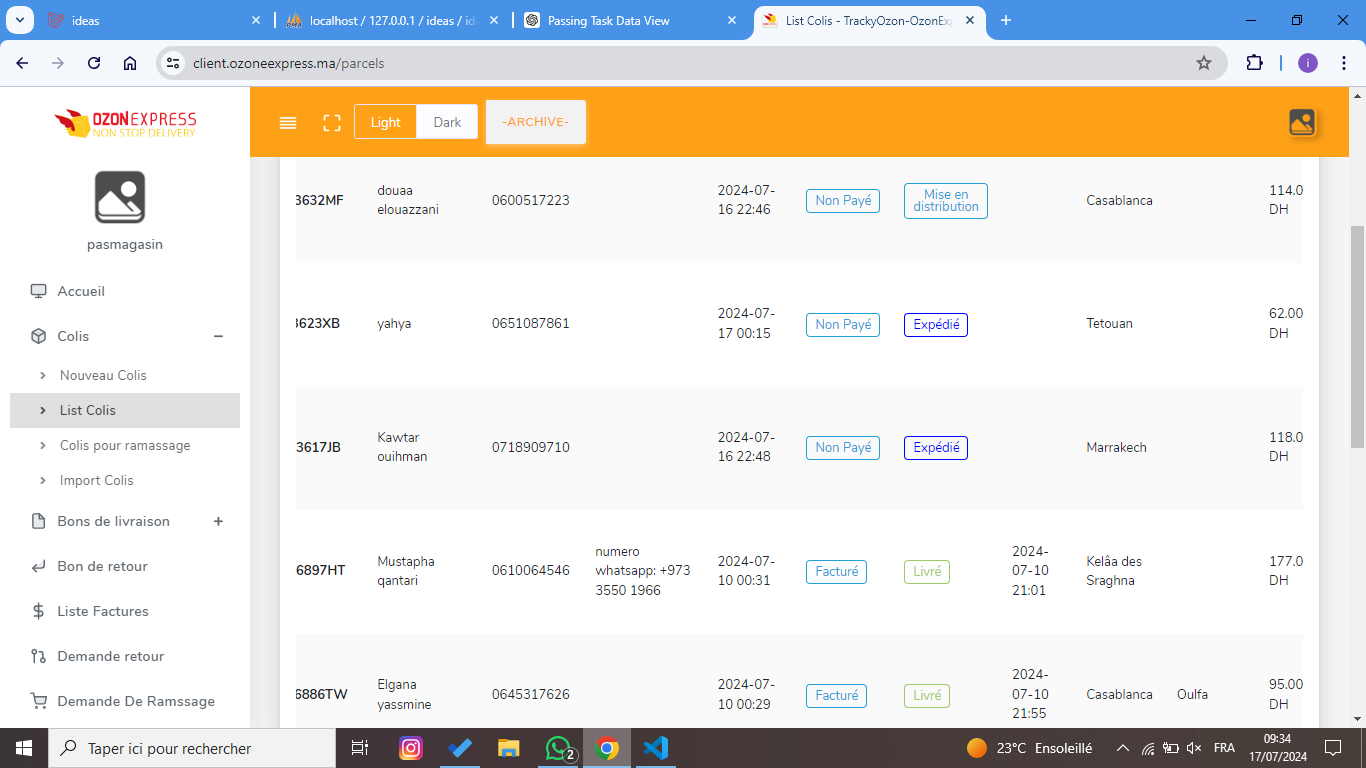 ideas
localhost / 127.0.0.1 / ideas / ide
Passing Task Data View
List Colis - TrackyOzon-OzonExp
client.ozoneexpress.ma/parcels
i
OZONEXPRESS
NON STOP DELIVERY
Light
Dark
-ARCHIVE-
pasmagasin
Accueil
Colis
Nouveau Colis
List Colis
Colis pour ramassage
Import Colis
Bons de livraison
Bon de retour
Liste Factures
Demande retour
Demande De Ramssage
3632MF
douaa
elouazzani
0600517223
2024-07-
16 22:46
Non Payé
Mise en
distribution
Casablanca
114.0
DH
3623XB
yahya
0651087861
2024-07-
17 00:15
Non Payé
Expédié
Tetouan
62.00
DH
3617JB
Kawtar
ouihman
0718909710
2024-07-
16 22:48
Non Payé
Expédié
Marrakech
118.0
DH
6897HT
Mustapha
qantari
0610064546
numero
whatsapp: +973
3550 1966
2024-07-
10 00:31
Facturé
Livré
2024-
07-10
21:01
Kelâa des
Sraghna
177.0
DH
6886TW
Elgana
yassmine
0645317626
2024-07-
10 00:29
Facturé
Livré
2024-
07-10
21:55
Casablanca
Oulfa
95.00
DH
Taper ici pour rechercher
2
23°C Ensoleillé
FRA
09:34
17/07/2024